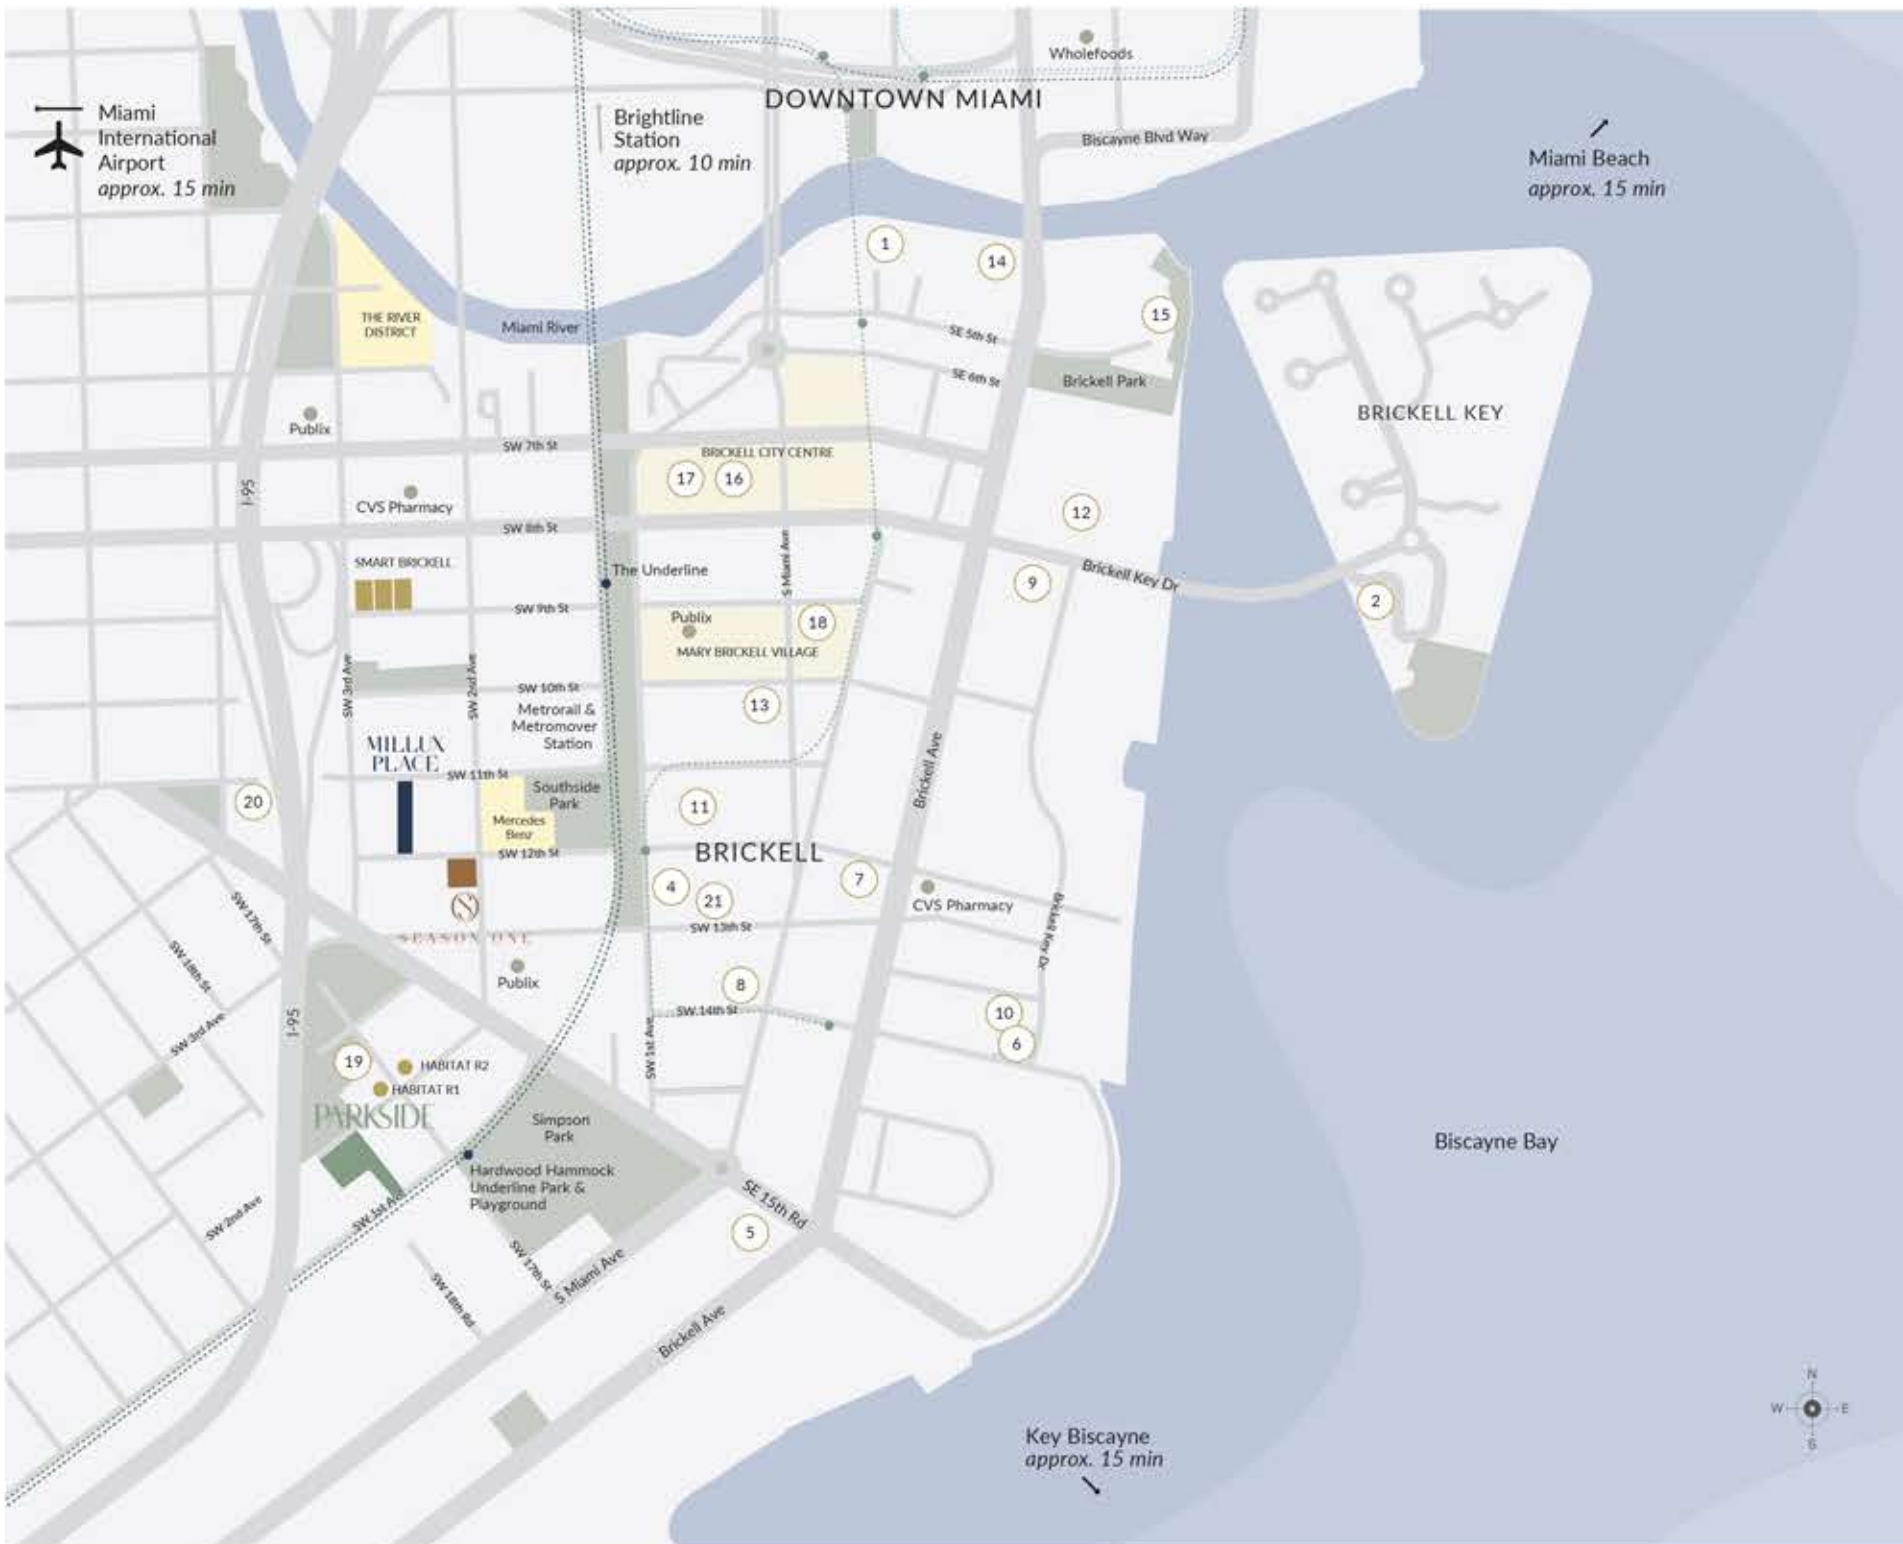 Wholefoods
DOWNTOWN MIAMI
Miami
International
Airport
approx. 15 min
Brightline
Station
approx. 10 min
Biscayne Blvd Way
Miami Beach
approx. 15 min
1
14
15
THE RIVER
DISTRICT
Miami River
SE 5th St
SE 6th St
Brickell Park
BRICKELL KEY
Publix
SW 7th St
BRICKELL CITY CENTRE
17
16
I-95
CVS Pharmacy
12
SW 8th St
S Miami Ave
SMART BRICKELL
The Underline
9
Brickell Key Dr
2
SW 9th St
Publix
18
MARY BRICKELL VILLAGE
SW 3rd Ave
SW 2nd Ave
SW 10th St
Metrorail &
Metromover
Station
13
MILLUX
PLACE
SW 11th St
Brickell Ave
20
Southside
Park
11
Mercedes
Benz
SW 12th St
BRICKELL
4
21
7
CVS Pharmacy
SW 17th St
S
SEASON ONE
SW 13th St
Brickell Key Dr
SW 18th St
Publix
8
SW 14th St
10
6
I-95
SW 3rd Ave
SW 1st Ave
19
HABITAT R2
HABITAT R1
PARKSIDE
Simpson
Park
Biscayne Bay
Hardwood Hammock
Underline Park &
Playground
SW 1st Ave
SE 15th Rd
SW 2nd Ave
5
SW 17th St
S Miami Ave
SW 18th Rd
Brickell Ave
N
W
E
S
Key Biscayne
approx. 15 min